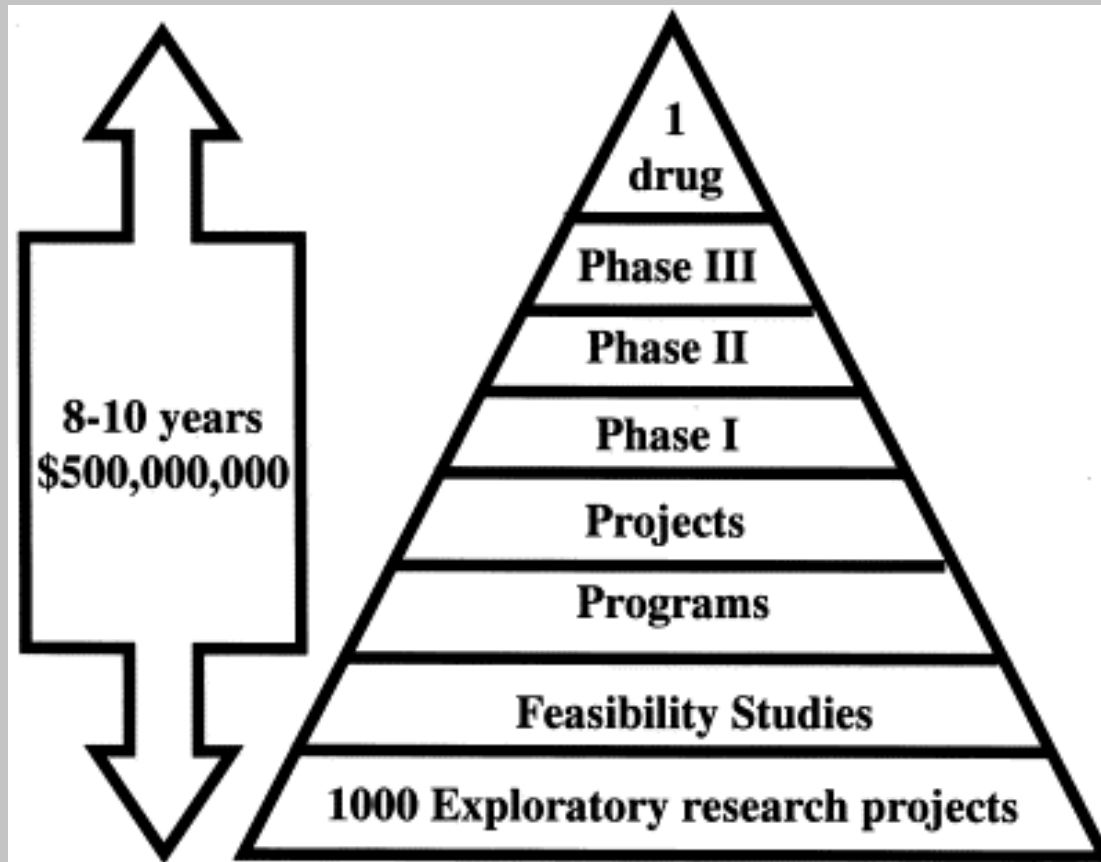 8-10 years
$500,000,000
1
drug
Phase III
Phase II
Phase I
Projects
Programs
Feasibility Studies
1000 Exploratory research projects